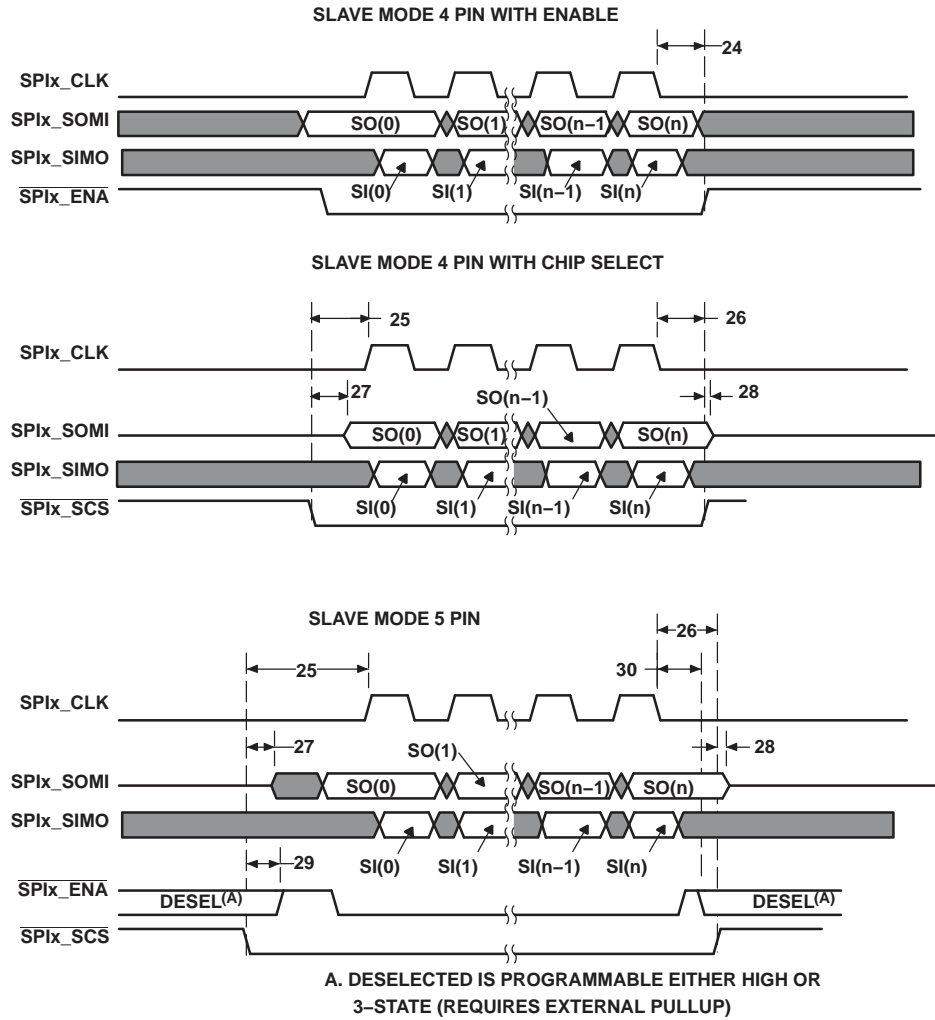 SLAVE MODE 4 PIN WITH ENABLE
24
SPIx_CLK
SPIx_SOMI
SO(0) SO(1) SO(n−1 SO(n)
SPIx_SIMO
SI(0) SI(1) SI(n−1) SI(n)
SPIx_ENA
SLAVE MODE 4 PIN WITH CHIP SELECT
25 26
SPIx_CLK
27 SO(n−1) 28
SPIx_SOMI
SO(0) SO(1) SO(n)
SPIx_SIMO
SI(0) SI(1) SI(n−1) SI(n)
SPIx_SCS
SLAVE MODE 5 PIN
26
25 30
SPIx_CLK
27 SO(1) 28
SPIx_SOMI
SO(0) SO(n−1) SO(n)
SPIx_SIMO
SI(0) SI(1) SI(n−1) SI(n)
29
SPIx_ENA
DESEL(A) DESEL(A)
SPIx_SCS
A. DESELECTED IS PROGRAMMABLE EITHER HIGH OR
3−STATE (REQUIRES EXTERNAL PULLUP)